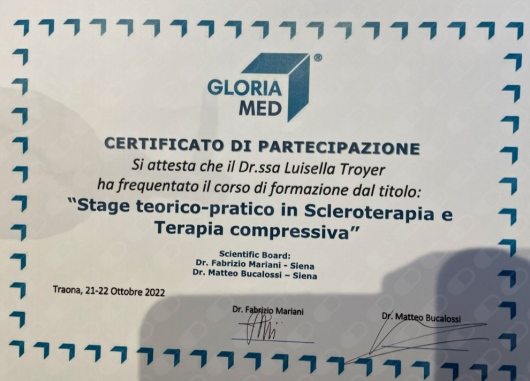 GLORIA
MED
®
CERTIFICATO DI PARTECIPAZIONE
Si attesta che il Dr.ssa Luisella Troyer
ha frequentato il corso di formazione dal titolo:
“Stage teorico-pratico in Scleroterapia e
Terapia compressiva”
Scientific Board:
Dr. Fabrizio Mariani - Siena
Dr. Matteo Bucalossi – Siena
Traona, 21-22 Ottobre 2022
Dr. Fabrizio Mariani
Dr. Matteo Bucalossi